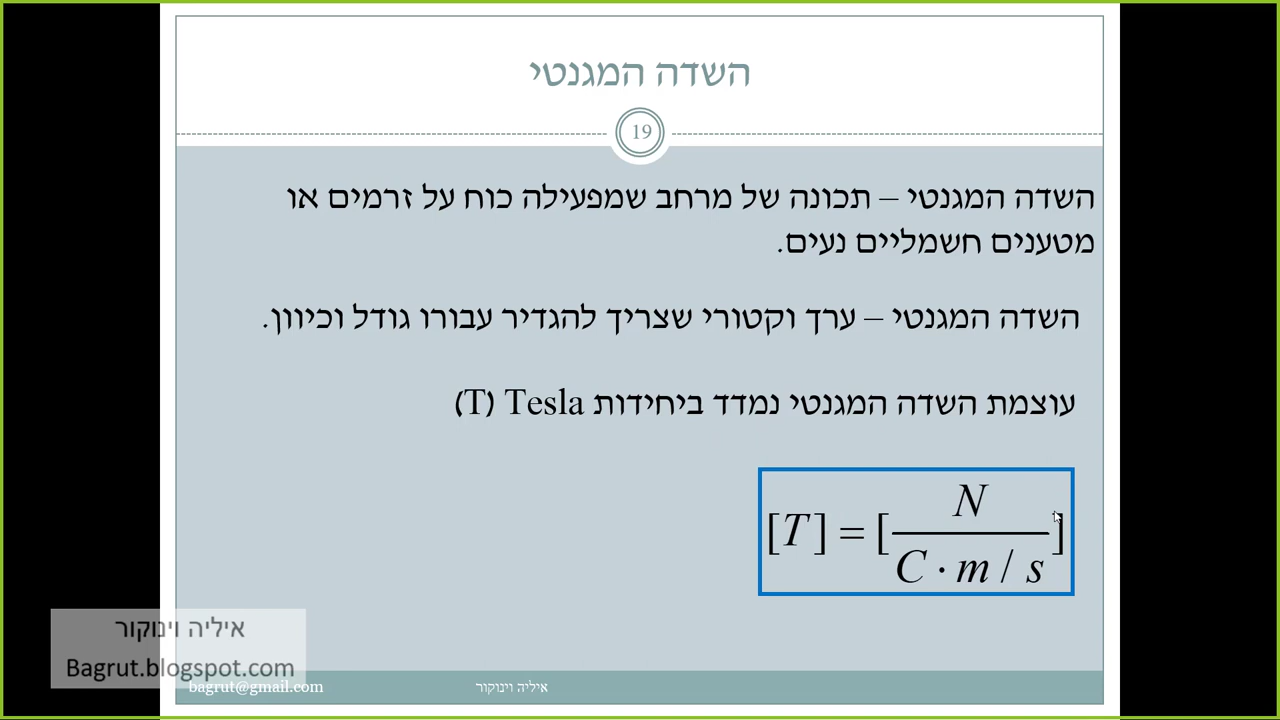 השדה המגנטי
19
השדה המגנטי – תכונה של מרחב שמפעילה כוח על זרמים או
מטענים חשמליים נעים.
השדה המגנטי – ערך וקטורי שצריך להגדיר עבורו גודל וכיוון.
עוצמת השדה המגנטי נמדד ביחידות Tesla (T)
[T] = [N / C · m / s]
איליה וינוקור
Bagrut.blogspot.com
bagrut@gmail.com
איליה וינוקור